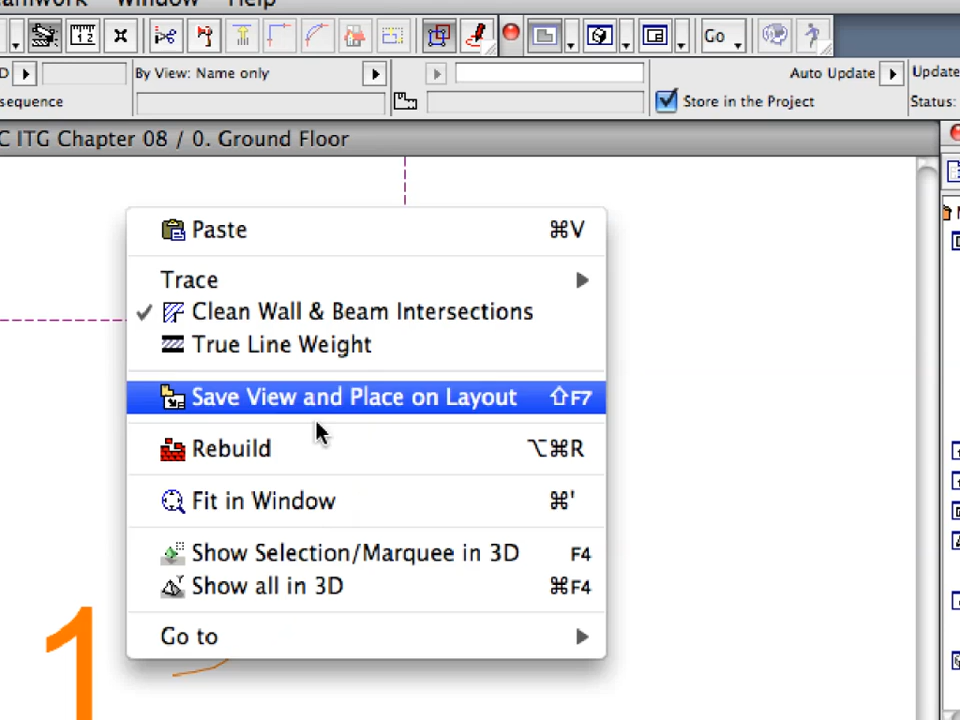 Window Help
Go
D By View: Name only Auto Update Update
sequence Store in the Project Status:
C ITG Chapter 08 / 0. Ground Floor
Paste ⌘V
Trace
Clean Wall & Beam Intersections
True Line Weight
Save View and Place on Layout ⇧F7
Rebuild ⌥⌘R
Fit in Window ⌘'
Show Selection/Marquee in 3D F4
Show all in 3D ⌘F4
Go to
1